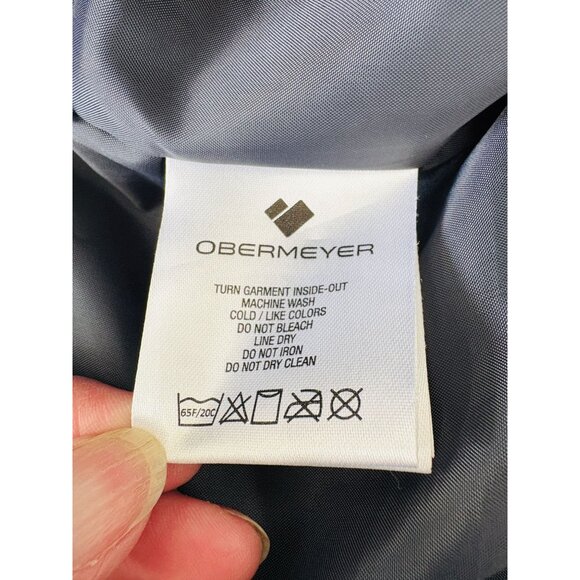 OBERMEYER
TURN GARMENT INSIDE-OUT
MACHINE WASH
COLD / LIKE COLORS
DO NOT BLEACH
LINE DRY
DO NOT IRON
DO NOT DRY CLEAN
65F/20C